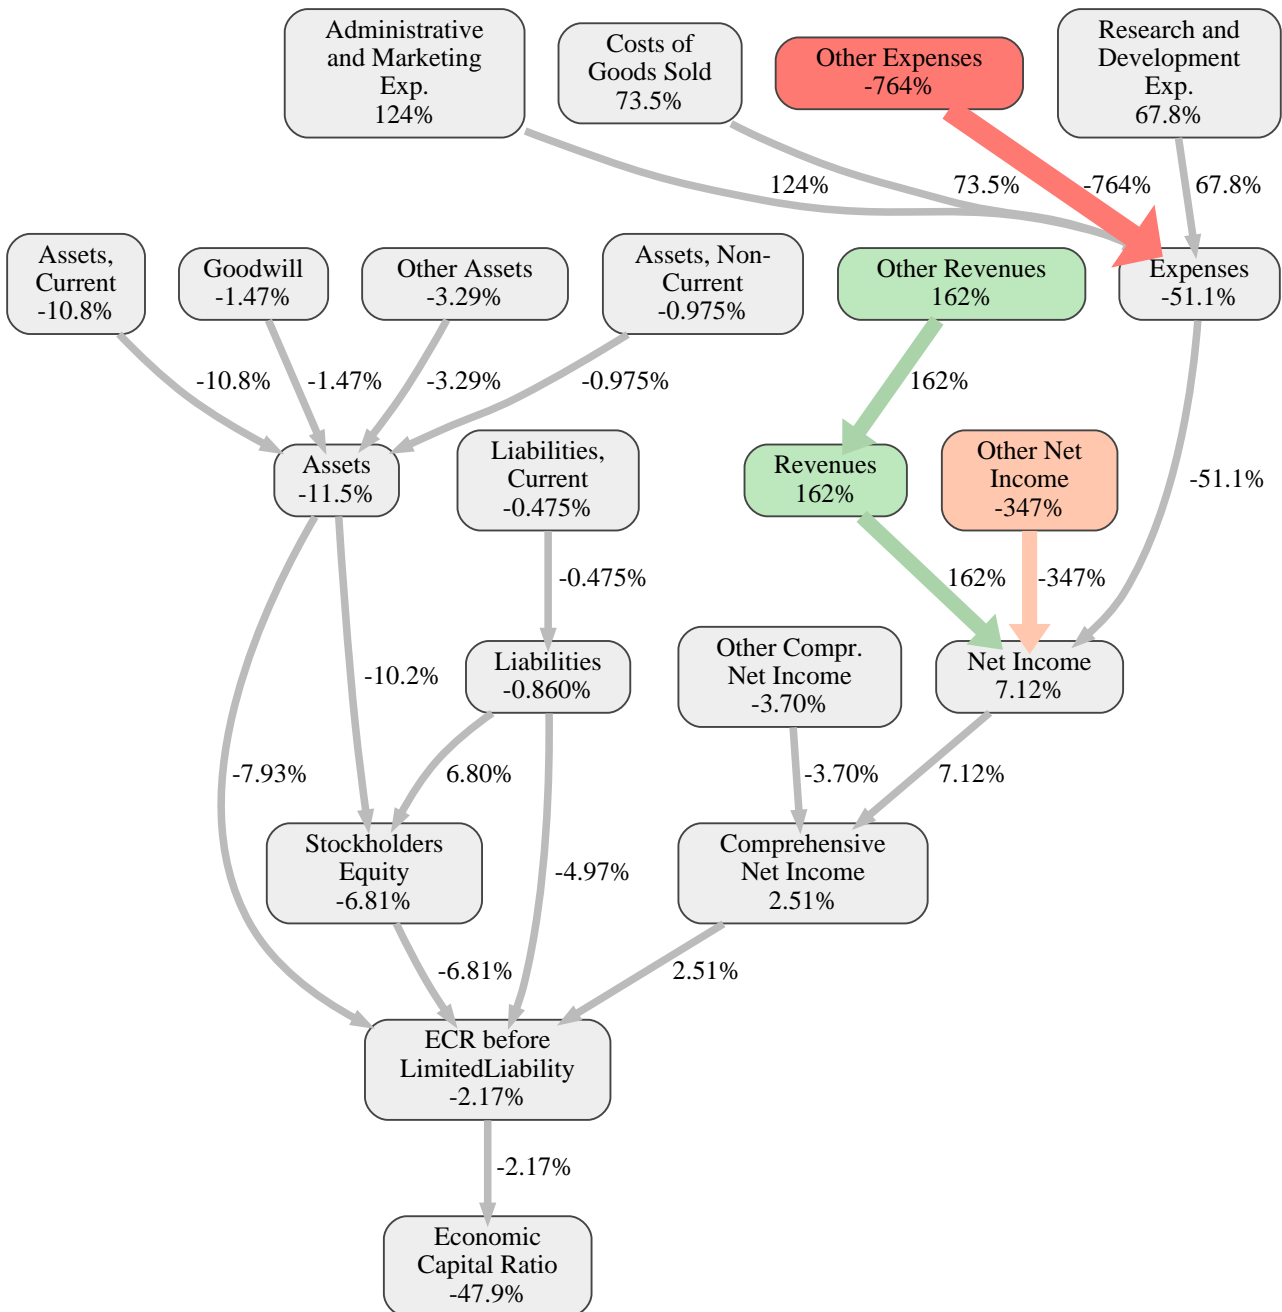 Administrative
and Marketing
Exp.
124%
Costs of
Goods Sold
73.5%
Other Expenses
-764%
Research and
Development
Exp.
67.8%
124%
73.5%
-764%
67.8%
Assets,
Current
-10.8%
Goodwill
-1.47%
Other Assets
-3.29%
Assets, Non-
Current
-0.975%
Other Revenues
162%
Expenses
-51.1%
-10.8%
-1.47%
-3.29%
-0.975%
162%
Assets
-11.5%
Liabilities,
Current
-0.475%
Revenues
162%
Other Net
Income
-347%
-51.1%
-0.475%
162%
-347%
-10.2%
Liabilities
-0.860%
Other Compr.
Net Income
-3.70%
Net Income
7.12%
-7.93%
6.80%
-3.70%
7.12%
Stockholders
Equity
-6.81%
-4.97%
Comprehensive
Net Income
2.51%
-6.81%
2.51%
ECR before
LimitedLiability
-2.17%
-2.17%
Economic
Capital Ratio
-47.9%